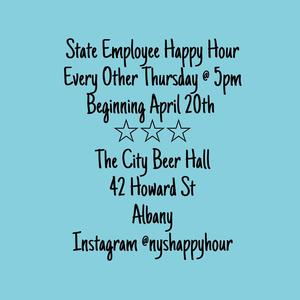 State Employee Happy Hour
Every Other Thursday @ 5pm
Beginning April 20th
☆☆☆
The City Beer Hall
42 Howard St
Albany
Instagram @nyshappyhour